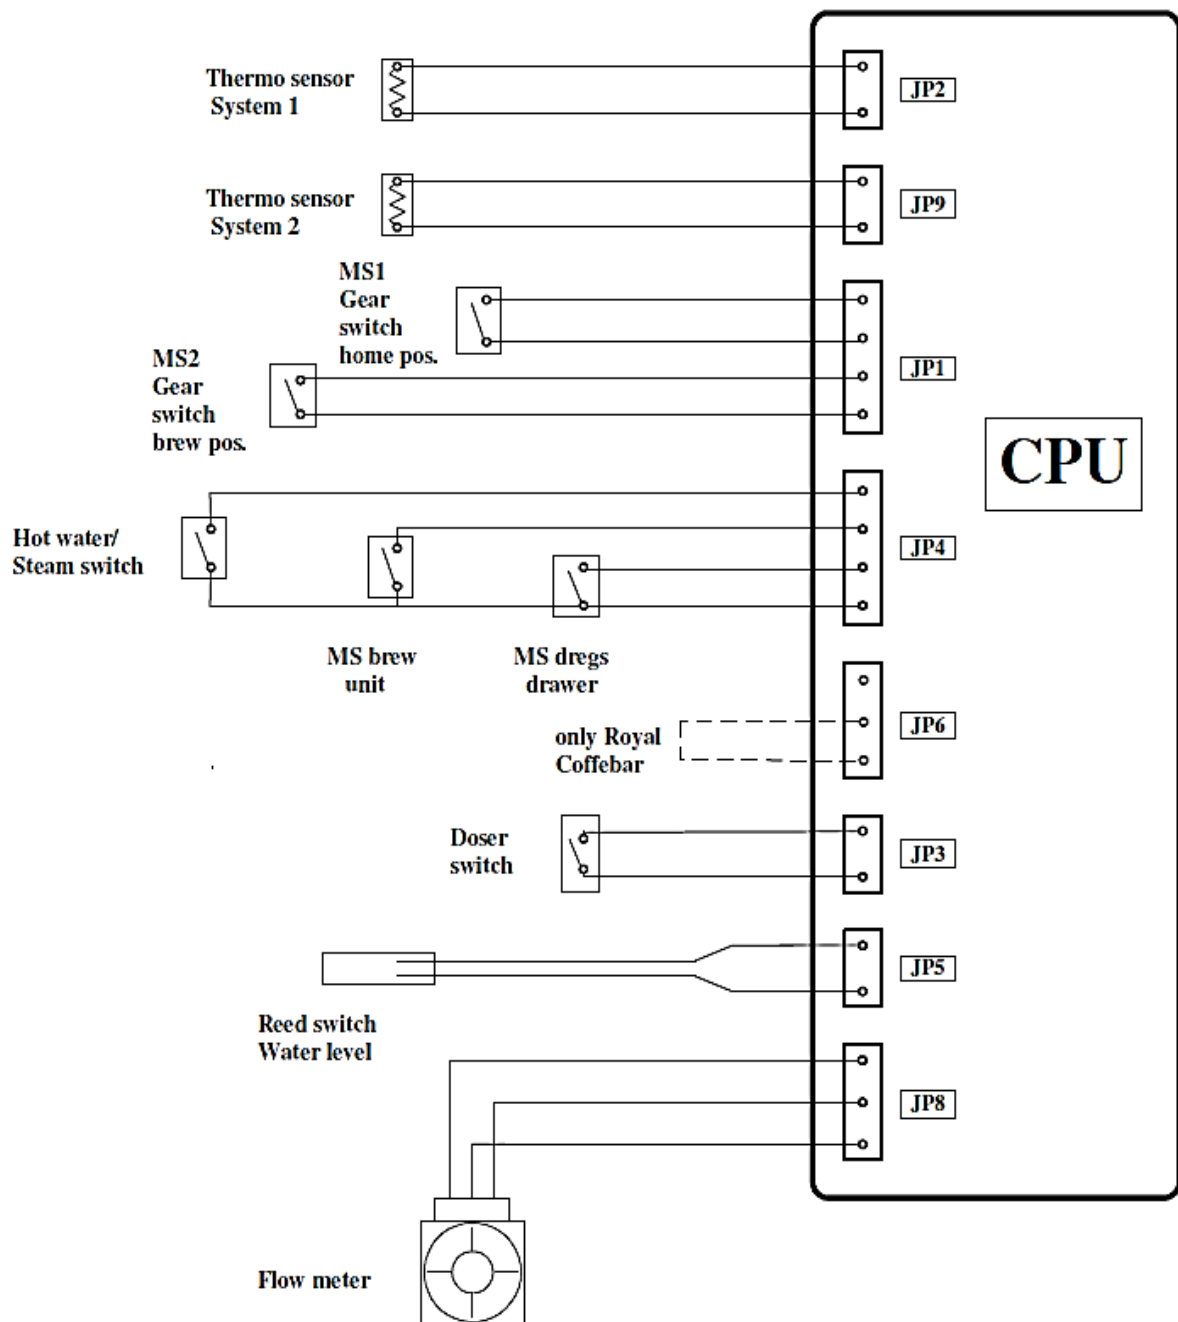 Thermo sensor
System 1
JP2
Thermo sensor
System 2
JP9
MS1
Gear
switch
home pos.
MS2
Gear
switch
brew pos.
JP1
CPU
Hot water/
Steam switch
MS brew
unit
MS dregs
drawer
JP4
only Royal
Coffebar
JP6
Doser
switch
JP3
Reed switch
Water level
JP5
JP8
Flow meter